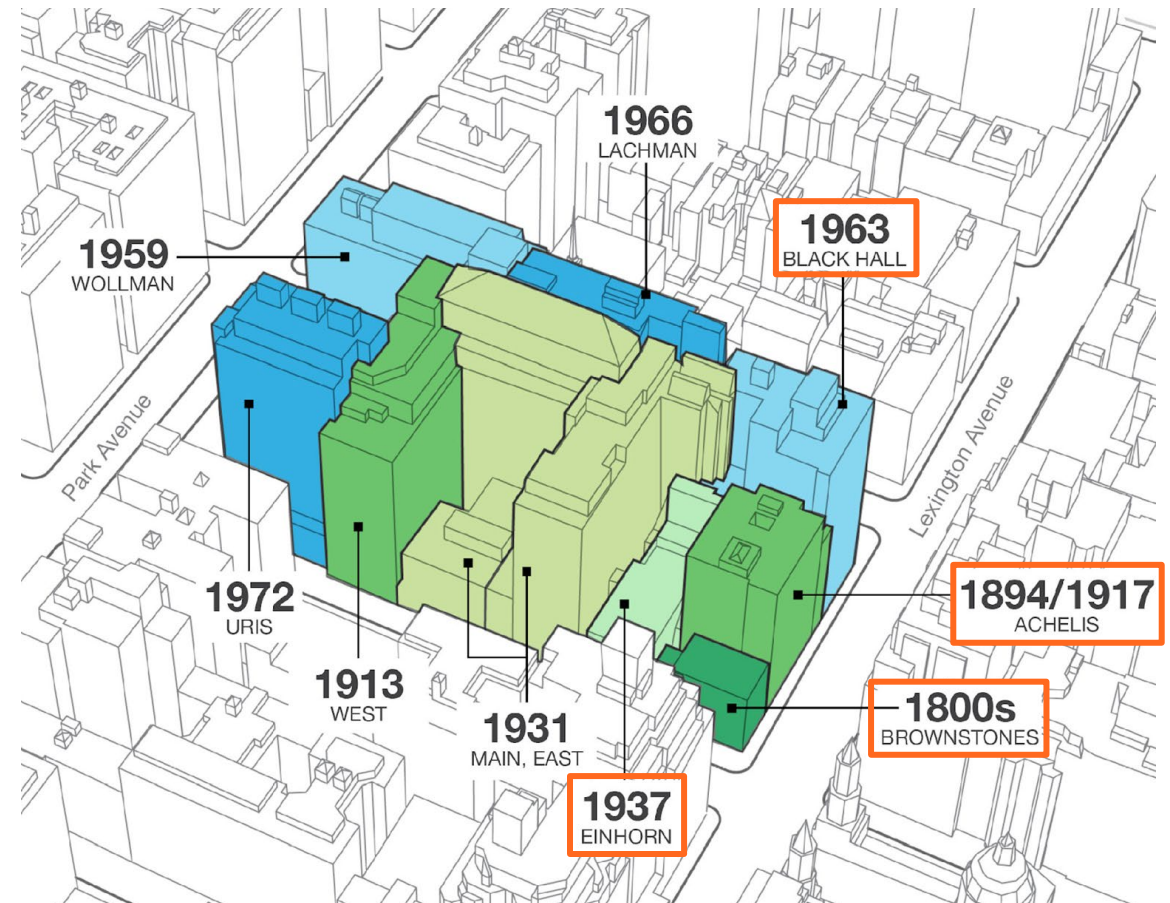 1966
LACHMAN
1963
BLACK HALL
1959
WOLLMAN
Park Avenue
Lexington Avenue
1972
URIS
1894/1917
ACHELIS
1913
WEST
1931
MAIN, EAST
1800s
BROWNSTONES
1937
EINHORN